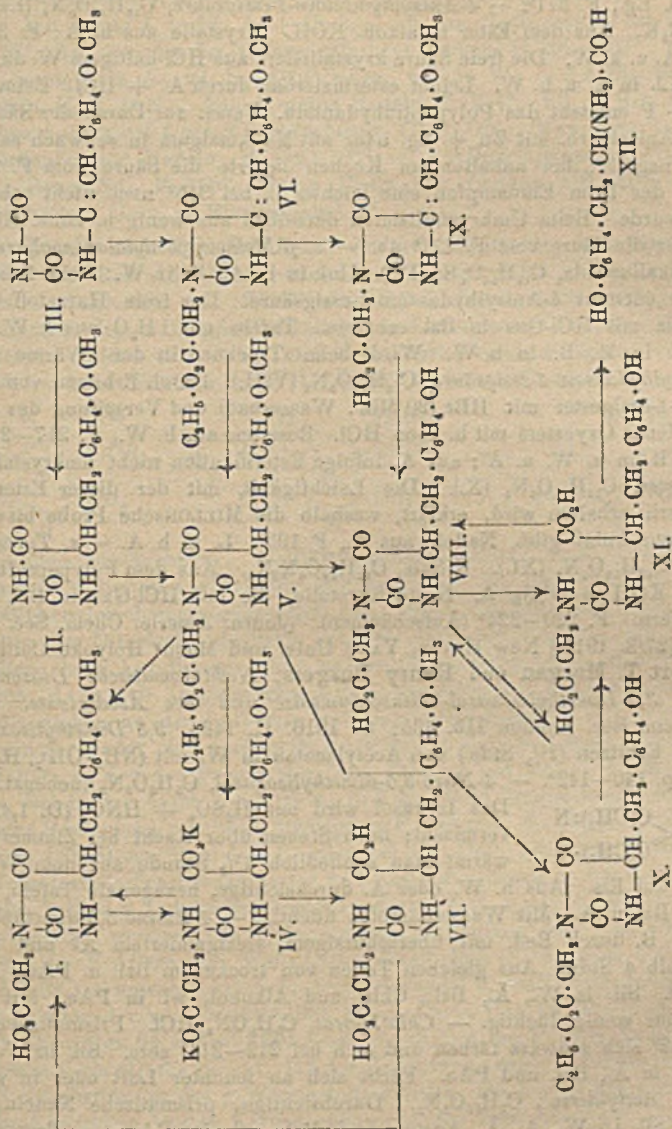 HO₂C·CH₂·N—CO NH·CO NH—CO
I. CO II. CO III. CO
NH—CH·CH₂·C₆H₄·O·CH₃ NH·CH·CH₂·C₆H₄·O·CH₃ NH—C:CH·C₆H₄·O·CH₃
KO₂C·CH₂·NH CO₂K C₂H₅·O₂C·CH₂·N—CO C₂H₅·O₂C·CH₂·N—CO
CO CO CO
NH·CH·CH₂·C₆H₄·O·CH₃ NH·CH·CH₂·C₆H₄·O·CH₃ NH—C:CH·C₆H₄·O·CH₃
IV. V. VI.
HO₂C·CH₂·NH CO₂H HO₂C·CH₂·N—CO HO₂C·CH₂·N—CO
CO CO CO
NH CH·CH₂·C₆H₄·O·CH₃ NH·CH·CH₂·C₆H₄·OH NH—C:CH·C₆H₄·O·CH₃
VII. VIII. IX.
C₂H₅·O₂C·CH₂·N—CO HO₂C·CH₂·NH CO₂H HO·C₆H₄·CH₂·CH(NH₂)·CO₂H
CO CO XII.
NH—CH·CH₂·C₆H₄·OH NH—CH·CH₂·C₆H₄·OH
X. XI.